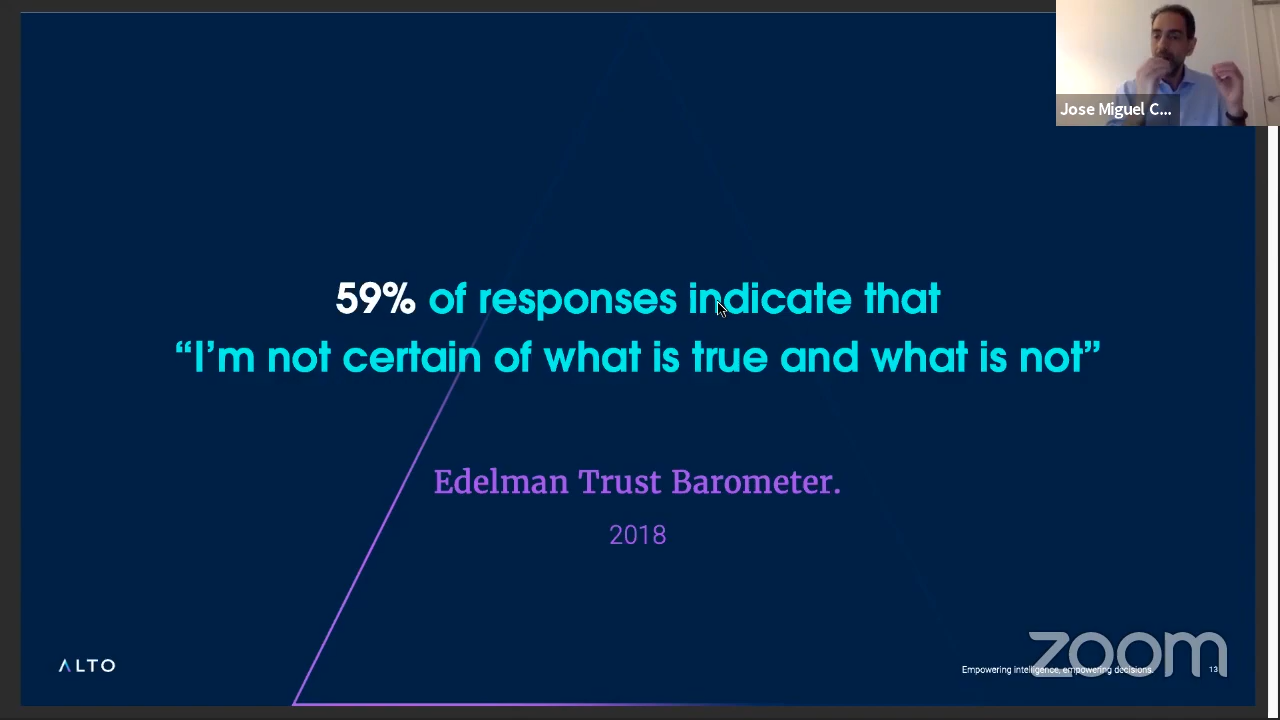 Jose Miguel C...
59% of responses indicate that
“I’m not certain of what is true and what is not”
Edelman Trust Barometer.
2018
ALTO
Empowering intelligence, empowering decisions.
13
zoom